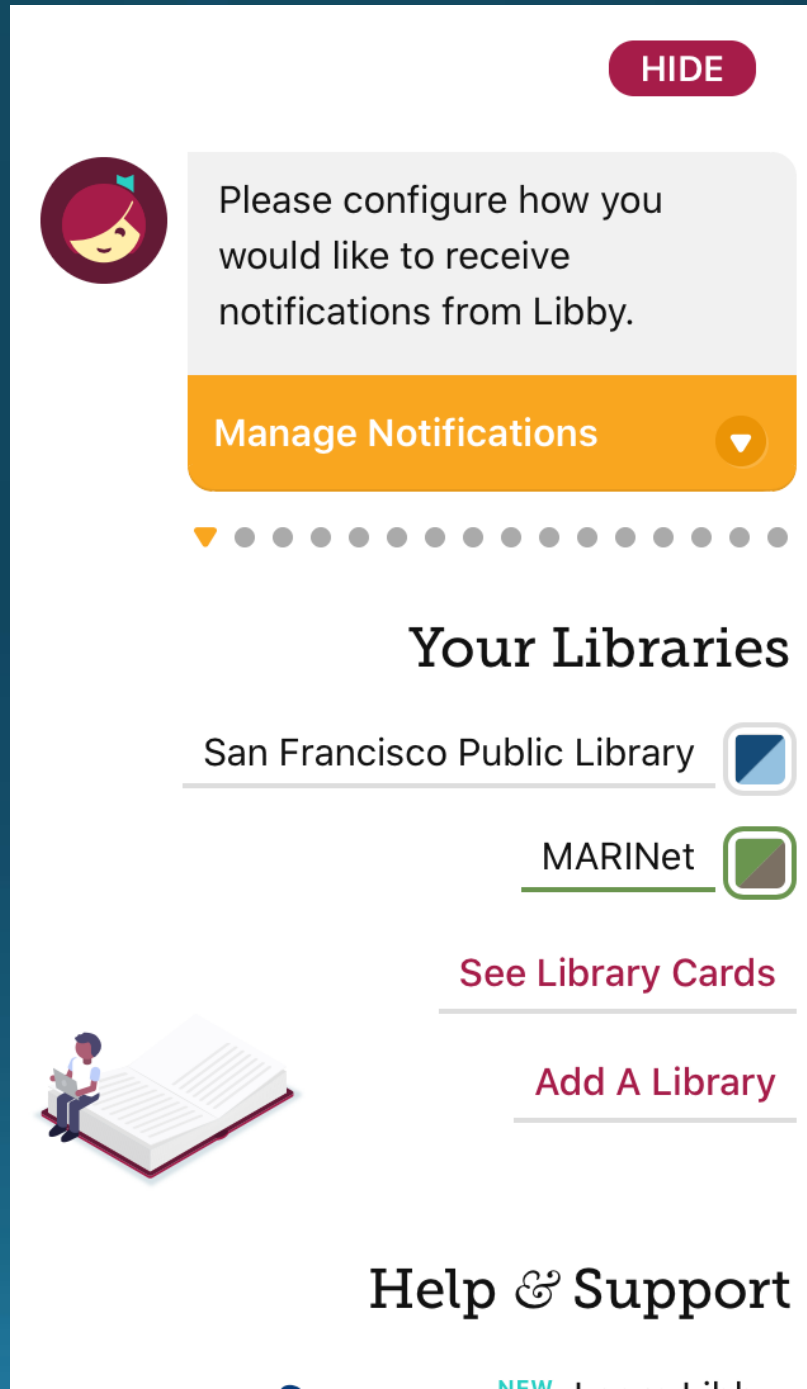 HIDE
Please configure how you
would like to receive
notifications from Libby.
Manage Notifications
Your Libraries
San Francisco Public Library
MARINet
See Library Cards
Add A Library
Help & Support
NEW